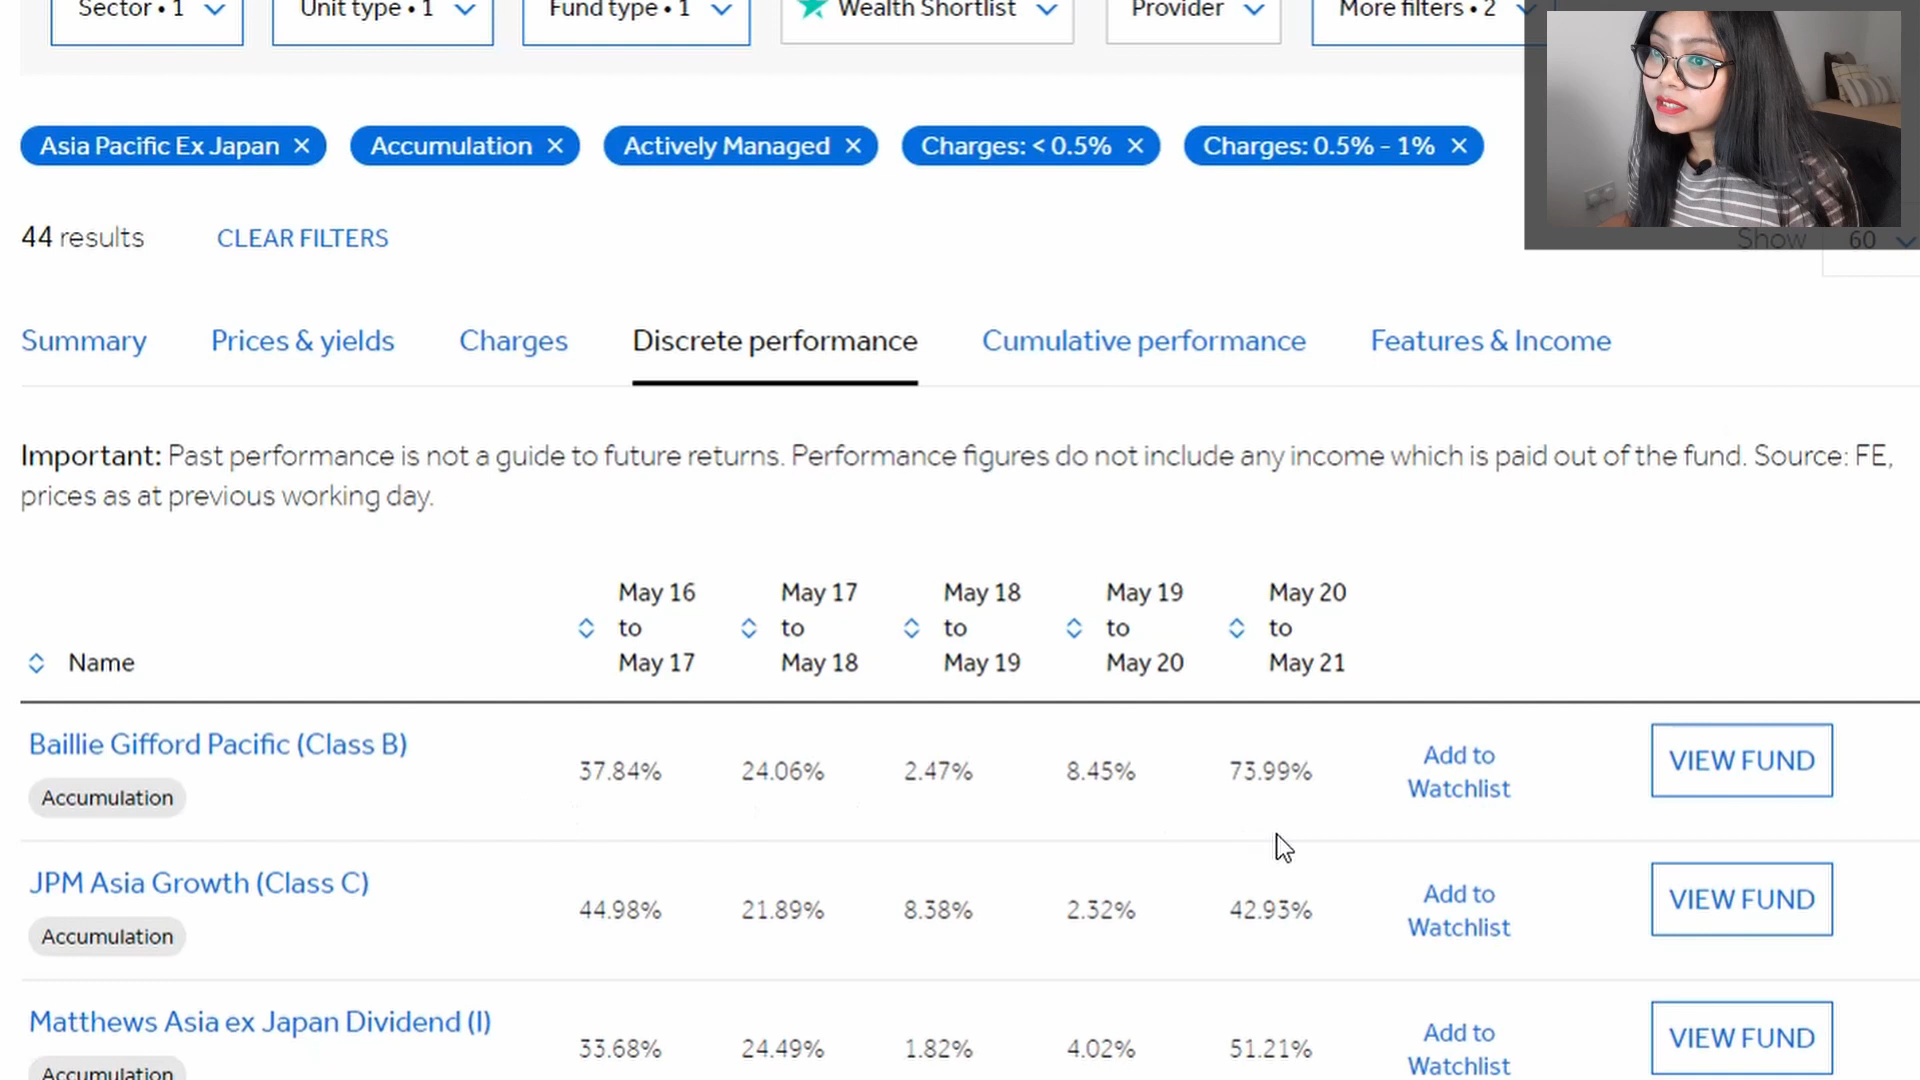 Sector • 1 Unit type • 1 Fund type • 1 Wealth Shortlist Provider More filters • 2
Asia Pacific Ex Japan × Accumulation × Actively Managed × Charges: < 0.5% × Charges: 0.5% - 1% ×
44 results CLEAR FILTERS Show 60
Summary Prices & yields Charges Discrete performance Cumulative performance Features & Income
Important: Past performance is not a guide to future returns. Performance figures do not include any income which is paid out of the fund. Source: FE,
prices as at previous working day.
Name May 16 to May 17 May 17 to May 18 May 18 to May 19 May 19 to May 20 May 20 to May 21
Baillie Gifford Pacific (Class B)
Accumulation
37.84% 24.06% 2.47% 8.45% 73.99% Add to Watchlist VIEW FUND
JPM Asia Growth (Class C)
Accumulation
44.98% 21.89% 8.38% 2.32% 42.93% Add to Watchlist VIEW FUND
Matthews Asia ex Japan Dividend (I)
Accumulation
33.68% 24.49% 1.82% 4.02% 51.21% Add to Watchlist VIEW FUND